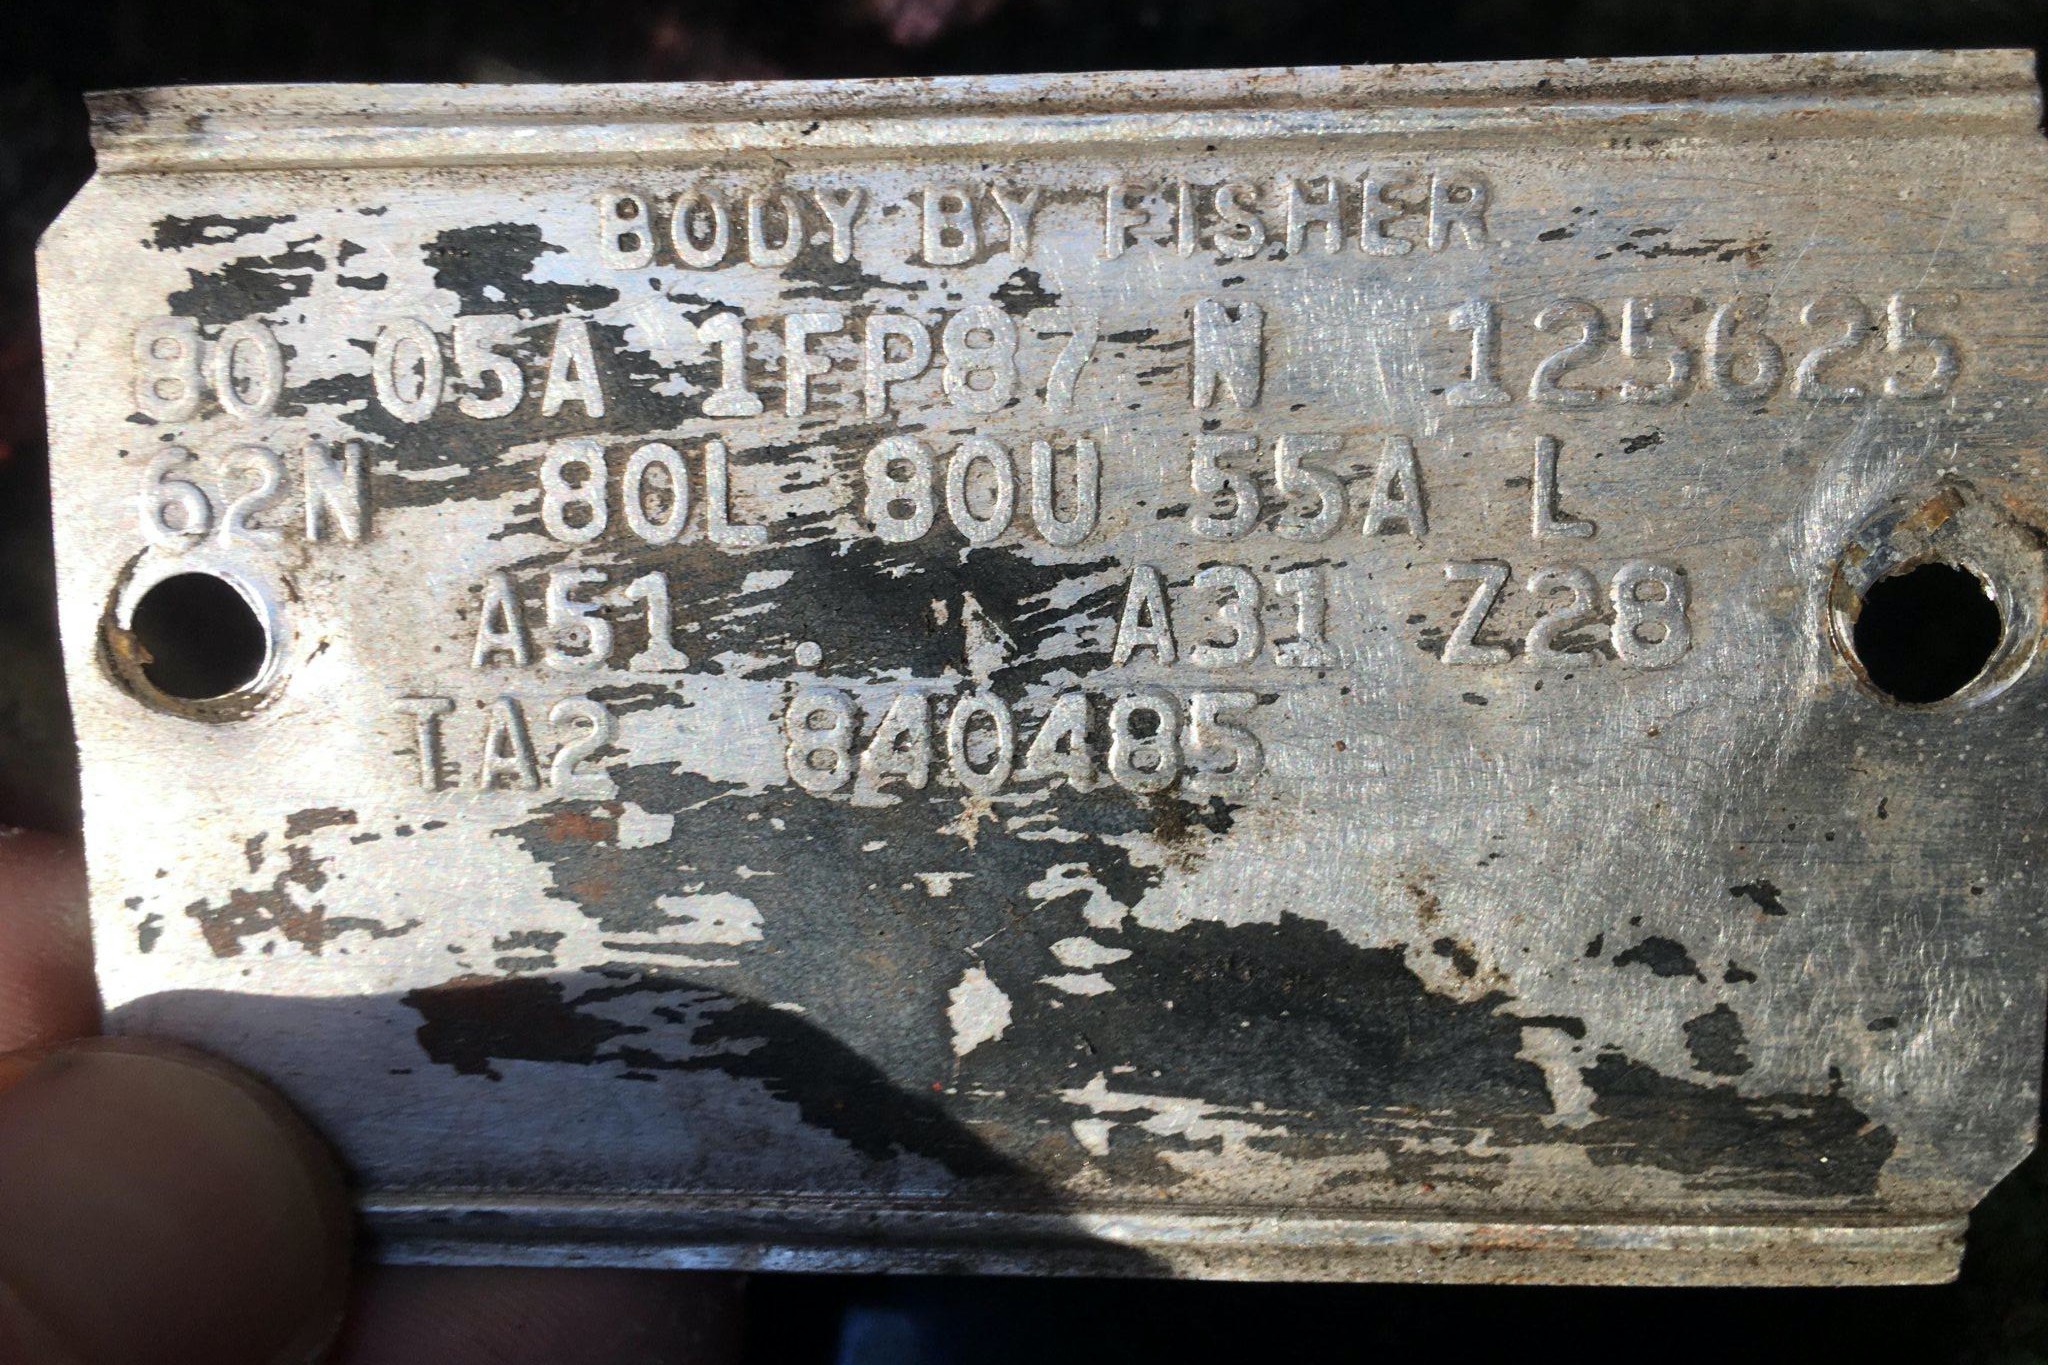 BODY BY FISHER
80 05A 1FP87 N 125625
62N 80L 80U 55A L
A51 . A31 Z28
TA2 840485